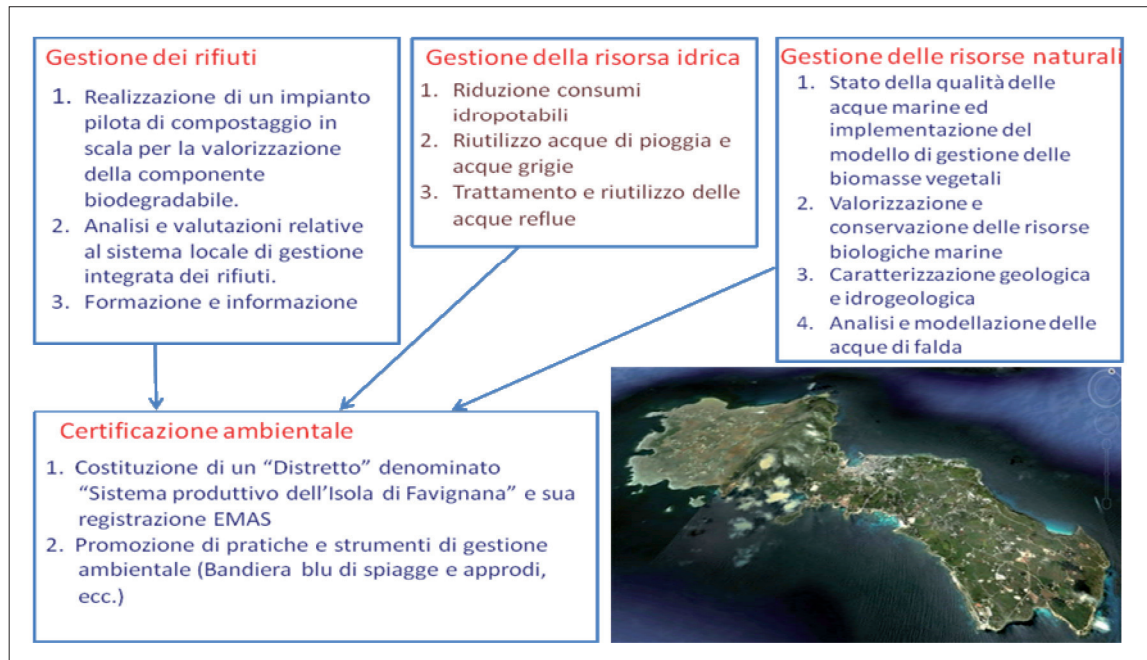 Gestione dei rifiuti
1. Realizzazione di un impianto
pilota di compostaggio in
scala per la valorizzazione
della componente
biodegradabile.
2. Analisi e valutazioni relative
al sistema locale di gestione
integrata dei rifiuti.
3. Formazione e informazione
Gestione della risorsa idrica
1. Riduzione consumi
idropotabili
2. Riutilizzo acque di pioggia e
acque grigie
3. Trattamento e riutilizzo delle
acque reflue
Gestione delle risorse naturali
1. Stato della qualità delle
acque marine ed
implementazione del
modello di gestione delle
biomasse vegetali
2. Valorizzazione e
conservazione delle risorse
biologiche marine
3. Caratterizzazione geologica
e idrogeologica
4. Analisi e modellazione delle
acque di falda
Certificazione ambientale
1. Costituzione di un “Distretto” denominato
“Sistema produttivo dell’Isola di Favignana” e sua
registrazione EMAS
2. Promozione di pratiche e strumenti di gestione
ambientale (Bandiera blu di spiagge e approdi,
ecc.)